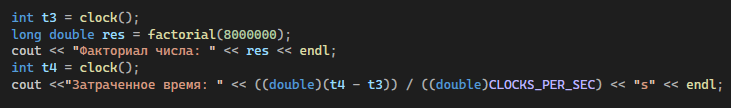 int t3 = clock();
long double res = factorial(8000000);
cout << "Факториал числа: " << res << endl;
int t4 = clock();
cout <<"Затраченное время: " << ((double)(t4 - t3)) / ((double)CLOCKS_PER_SEC) << "s" << endl;